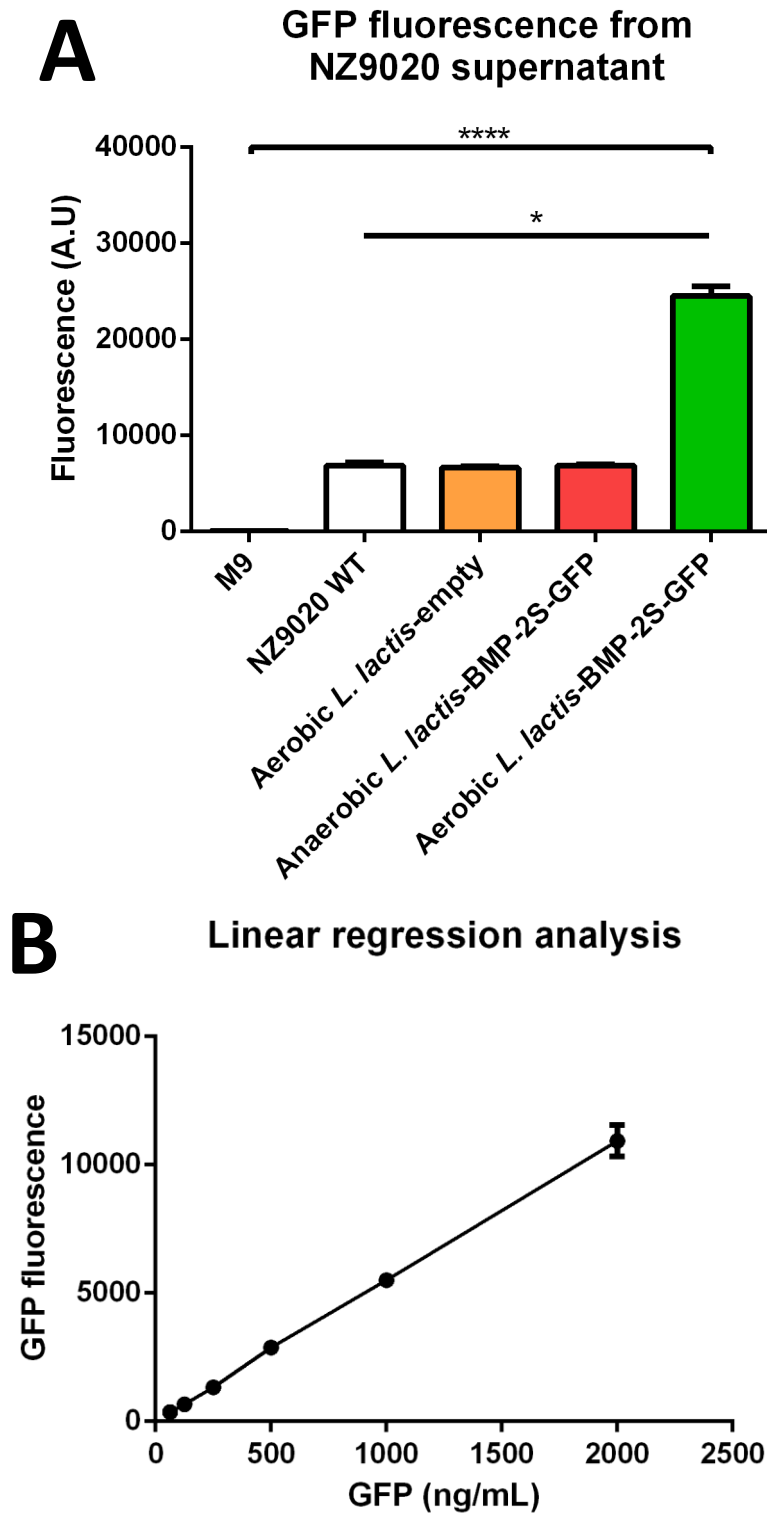 A
GFP fluorescence from
NZ9020 supernatant
Fluorescence (A.U)
40000
30000
20000
10000
0
****
*
M9
NZ9020 WT
Aerobic L. lactis-empty
Anaerobic L. lactis-BMP-2S-GFP
Aerobic L. lactis-BMP-2S-GFP
B
Linear regression analysis
GFP fluorescence
15000
10000
5000
0
0 500 1000 1500 2000 2500
GFP (ng/mL)